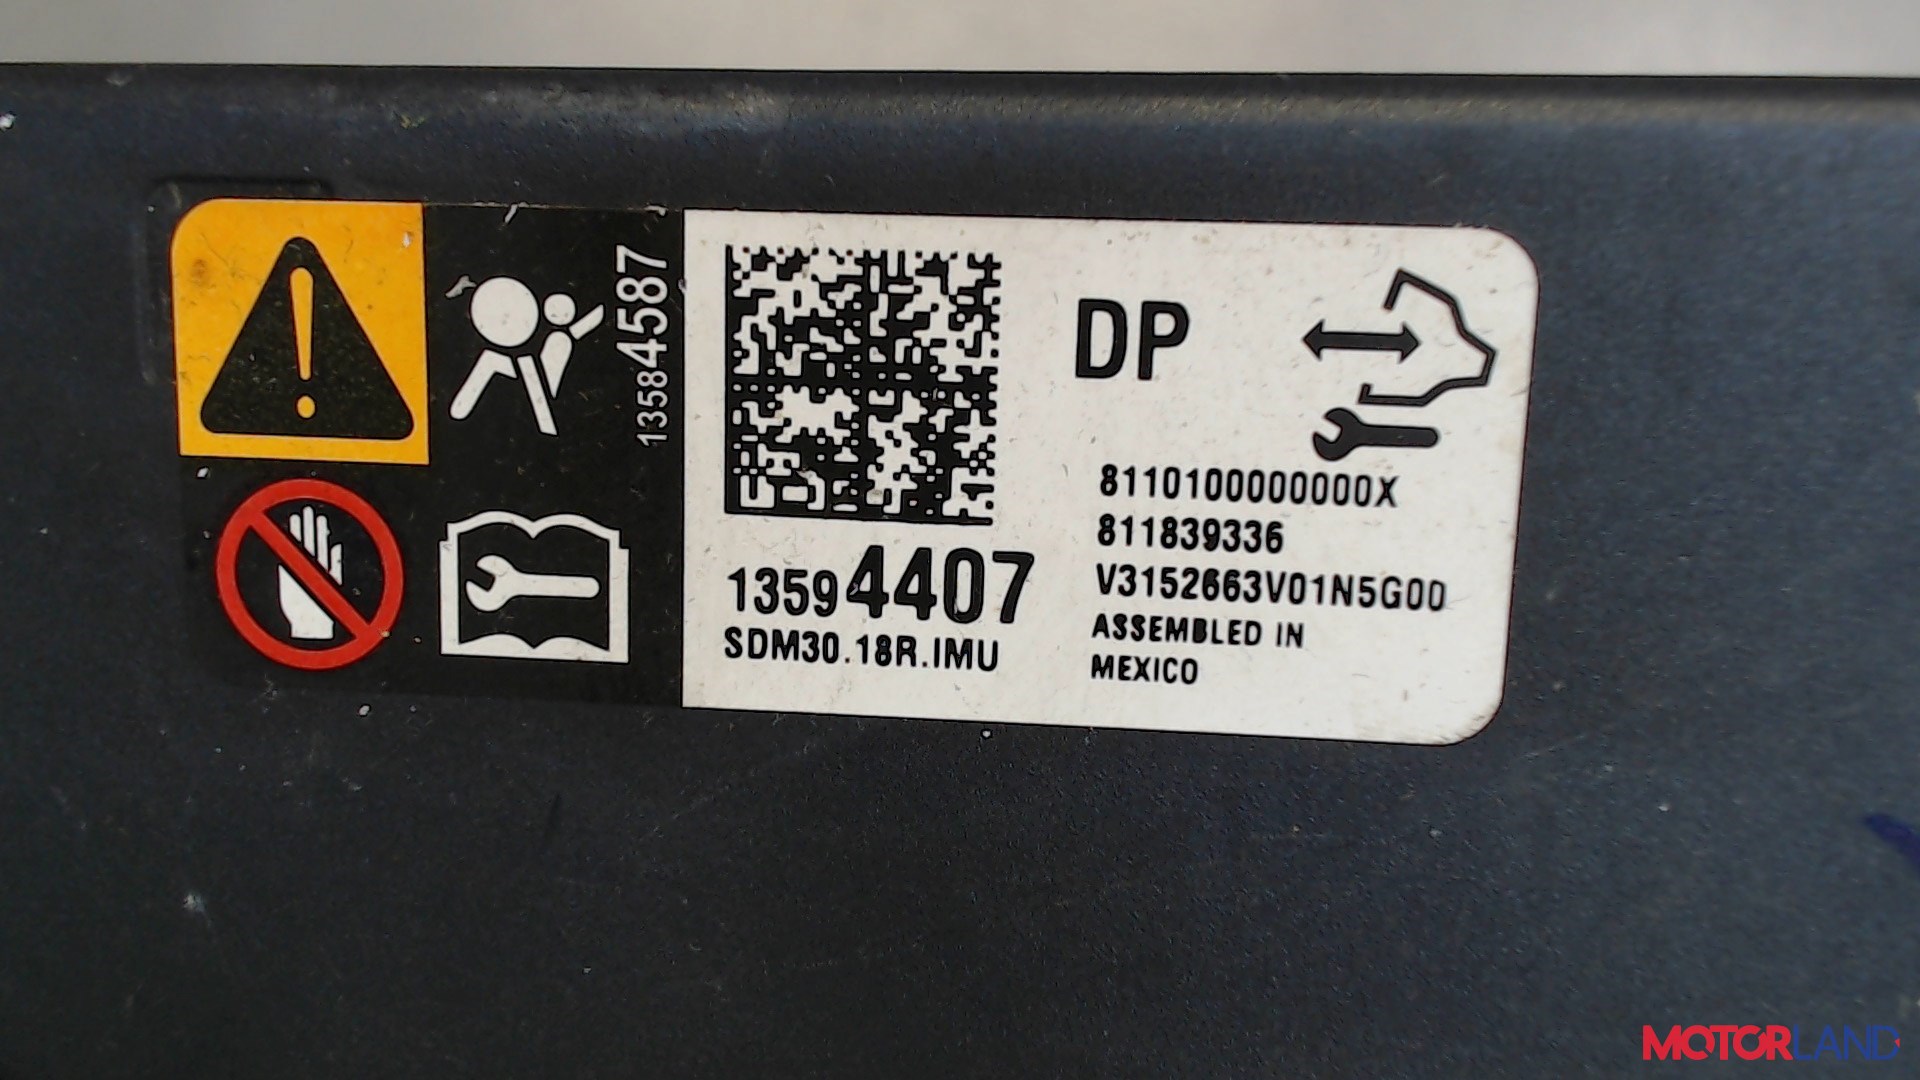 13584587
DP
8110100000000X
811839336
V3152663V01N5G00
ASSEMBLED IN
MEXICO
13594407
SDM30.18R.IMU
MOTORLAND